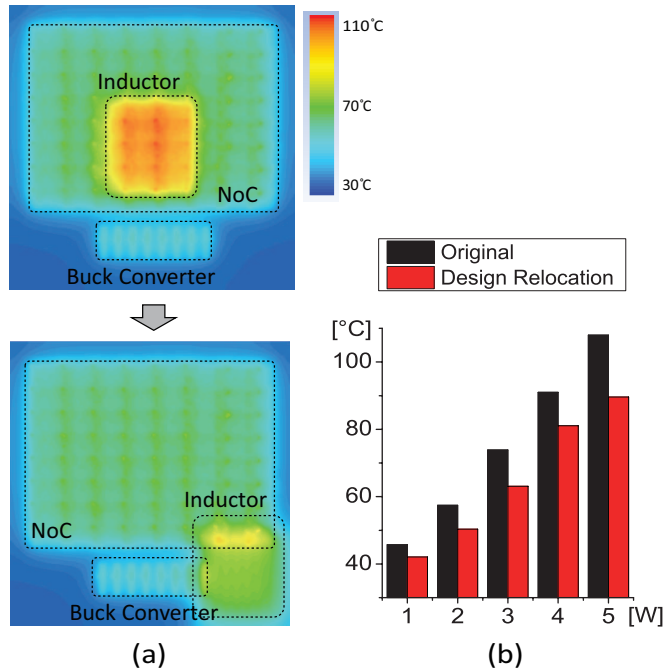 110°C
70°C
30°C
Inductor
NoC
Buck Converter
Inductor
NoC
Buck Converter
(a)
Original
Design Relocation
[°C]
100
80
60
40
1 2 3 4 5 [W]
(b)